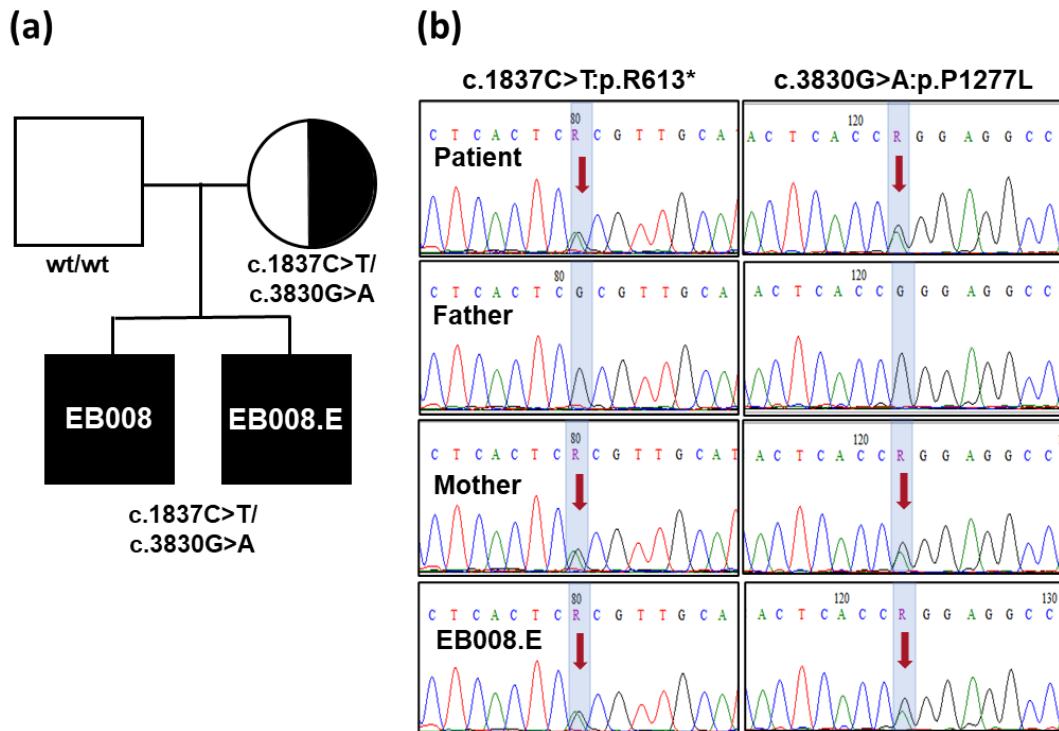 (a)
wt/wt
c.1837C>T/
c.3830G>A
EB008
EB008.E
c.1837C>T/
c.3830G>A
(b)
c.1837C>T:p.R613*
c.3830G>A:p.P1277L
80
C T C A C T C R C G T T G C A T
Patient
120
A C T C A C C R G G A G G C C
80
C T C A C T C G C G T T G C A
Father
120
A C T C A C C G G G A G G C C
80
C T C A C T C R C G T T G C A T
Mother
120
A C T C A C C R G G A G G C C
80
C T C A C T C R C G T T G C A
EB008.E
120 130
A C T C A C C R G G A G G C C